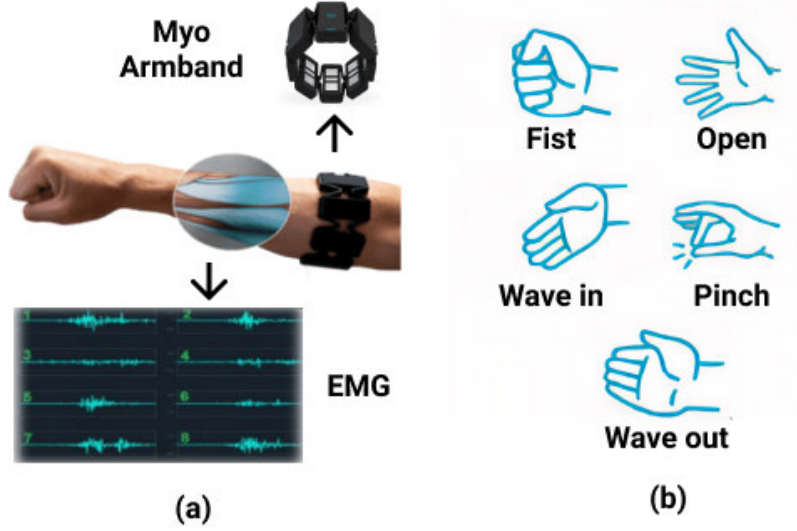 Myo
Armband
Fist
Open
Wave in
Pinch
1
2
3
4
5
6
7
8
EMG
Wave out
(a)
(b)